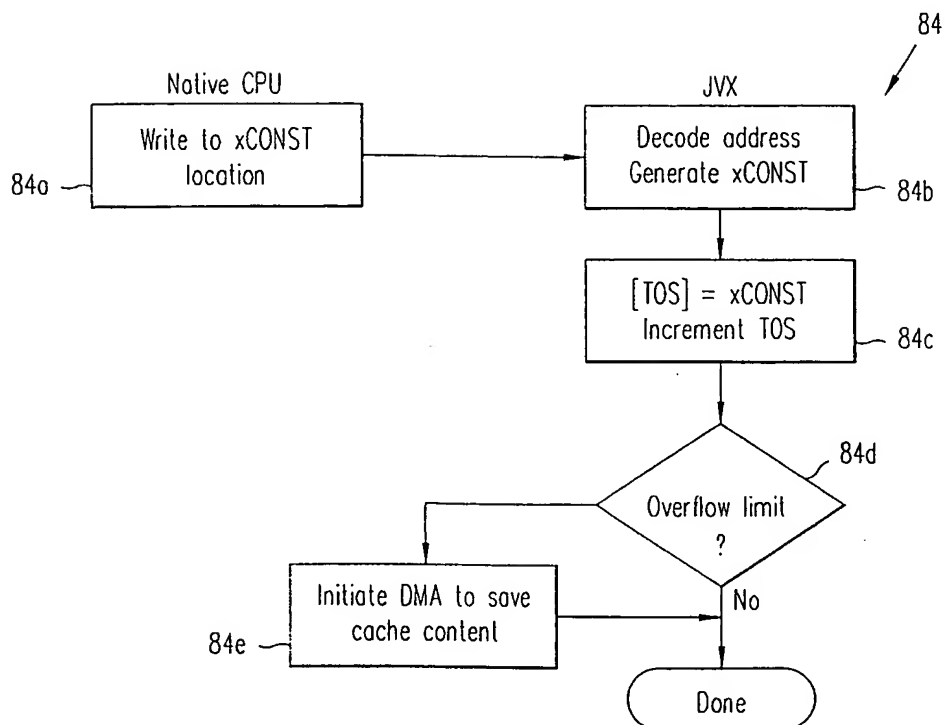 84
Native CPU
JVX
Write to xCONST
location
84a
Decode address
Generate xCONST
84b
[TOS] = xCONST
Increment TOS
84c
84d
Overflow limit
?
No
Initiate DMA to save
cache content
84e
Done